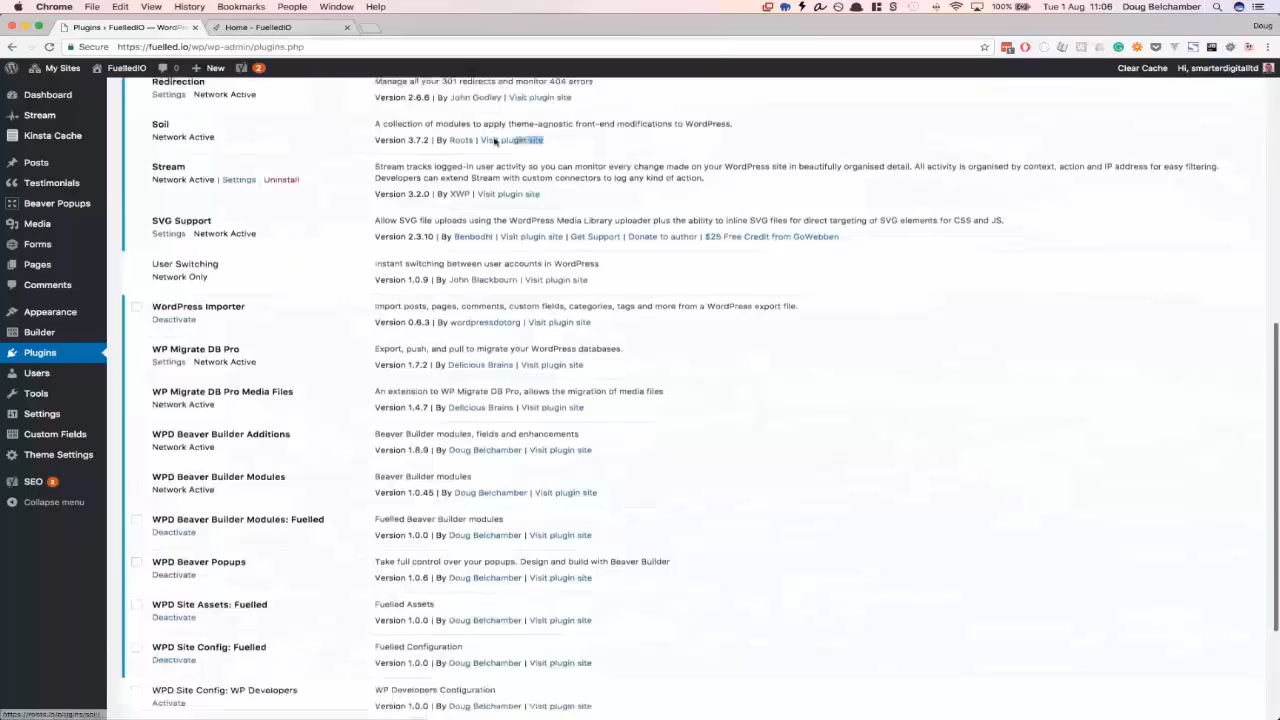 Chrome File Edit View History Bookmarks People Window Help 100% Tue 1 Aug 11:06 Doug Belchamber
Plugins ‹ FuelledIO — WordPr × Home - FuelledIO × Doug
Secure https://fuelled.io/wp/wp-admin/plugins.php
My Sites FuelledIO 0 + New 2 Clear Cache Hi, smarterdigitalltd
Dashboard
Stream
Kinsta Cache
Posts
Testimonials
Beaver Popups
Media
Forms
Pages
Comments
Appearance
Builder
Plugins
Users
Tools
Settings
Custom Fields
Theme Settings
SEO 3
Collapse menu
Redirection Manage all your 301 redirects and monitor 404 errors
Settings Network Active Version 2.6.6 | By John Godley | Visit plugin site
Soil A collection of modules to apply theme-agnostic front-end modifications to WordPress.
Network Active Version 3.7.2 | By Roots | Visit plugin site
Stream Stream tracks logged-in user activity so you can monitor every change made on your WordPress site in beautifully organised detail. All activity is organised by context, action and IP address for easy filtering.
Network Active | Settings Uninstall Developers can extend Stream with custom connectors to log any kind of action.
Version 3.2.0 | By XWP | Visit plugin site
SVG Support Allow SVG file uploads using the WordPress Media Library uploader plus the ability to inline SVG files for direct targeting of SVG elements for CSS and JS.
Settings Network Active Version 2.3.10 | By Benbodhi | Visit plugin site | Get Support | Donate to author | $25 Free Credit from GoWebben
User Switching Instant switching between user accounts in WordPress
Network Only Version 1.0.9 | By John Blackbourn | Visit plugin site
WordPress Importer Import posts, pages, comments, custom fields, categories, tags and more from a WordPress export file.
Deactivate Version 0.6.3 | By wordpressdotorg | Visit plugin site
WP Migrate DB Pro Export, push, and pull to migrate your WordPress databases.
Settings Network Active Version 1.7.2 | By Delicious Brains | Visit plugin site
WP Migrate DB Pro Media Files An extension to WP Migrate DB Pro, allows the migration of media files
Network Active Version 1.4.7 | By Delicious Brains | Visit plugin site
WPD Beaver Builder Additions Beaver Builder modules, fields and enhancements
Network Active Version 1.8.9 | By Doug Belchamber | Visit plugin site
WPD Beaver Builder Modules Beaver Builder modules
Network Active Version 1.0.45 | By Doug Belchamber | Visit plugin site
WPD Beaver Builder Modules: Fuelled Fuelled Beaver Builder modules
Deactivate Version 1.0.0 | By Doug Belchamber | Visit plugin site
WPD Beaver Popups Take full control over your popups. Design and build with Beaver Builder
Deactivate Version 1.0.6 | By Doug Belchamber | Visit plugin site
WPD Site Assets: Fuelled Fuelled Assets
Deactivate Version 1.0.0 | By Doug Belchamber | Visit plugin site
WPD Site Config: Fuelled Fuelled Configuration
Deactivate Version 1.0.0 | By Doug Belchamber | Visit plugin site
WPD Site Config: WP Developers WP Developers Configuration
Activate Version 1.0.0 | By Doug Belchamber | Visit plugin site
https://roots.io/plugins/soil/